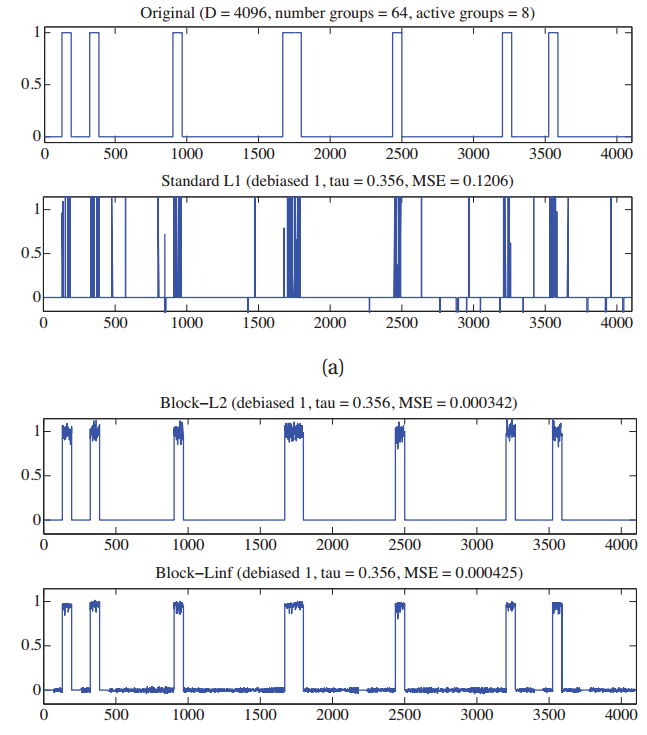 Original (D = 4096, number groups = 64, active groups = 8)
1
0.5
0
0 500 1000 1500 2000 2500 3000 3500 4000
Standard L1 (debiased 1, tau = 0.356, MSE = 0.1206)
1
0.5
0
0 500 1000 1500 2000 2500 3000 3500 4000
(a)
Block−L2 (debiased 1, tau = 0.356, MSE = 0.000342)
1
0.5
0
0 500 1000 1500 2000 2500 3000 3500 4000
Block−Linf (debiased 1, tau = 0.356, MSE = 0.000425)
1
0.5
0
0 500 1000 1500 2000 2500 3000 3500 4000